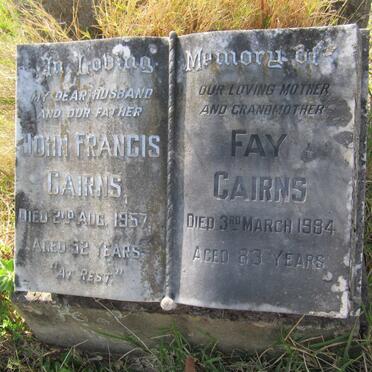 In Loving Memory of
MY DEAR HUSBAND
AND OUR FATHER
JOHN FRANCIS
CAIRNS
DIED 2ND AUG. 1957
AGED 52 YEARS
"AT REST"
OUR LOVING MOTHER
AND GRANDMOTHER
FAY
CAIRNS
DIED 3RD MARCH 1984
AGED 83 YEARS